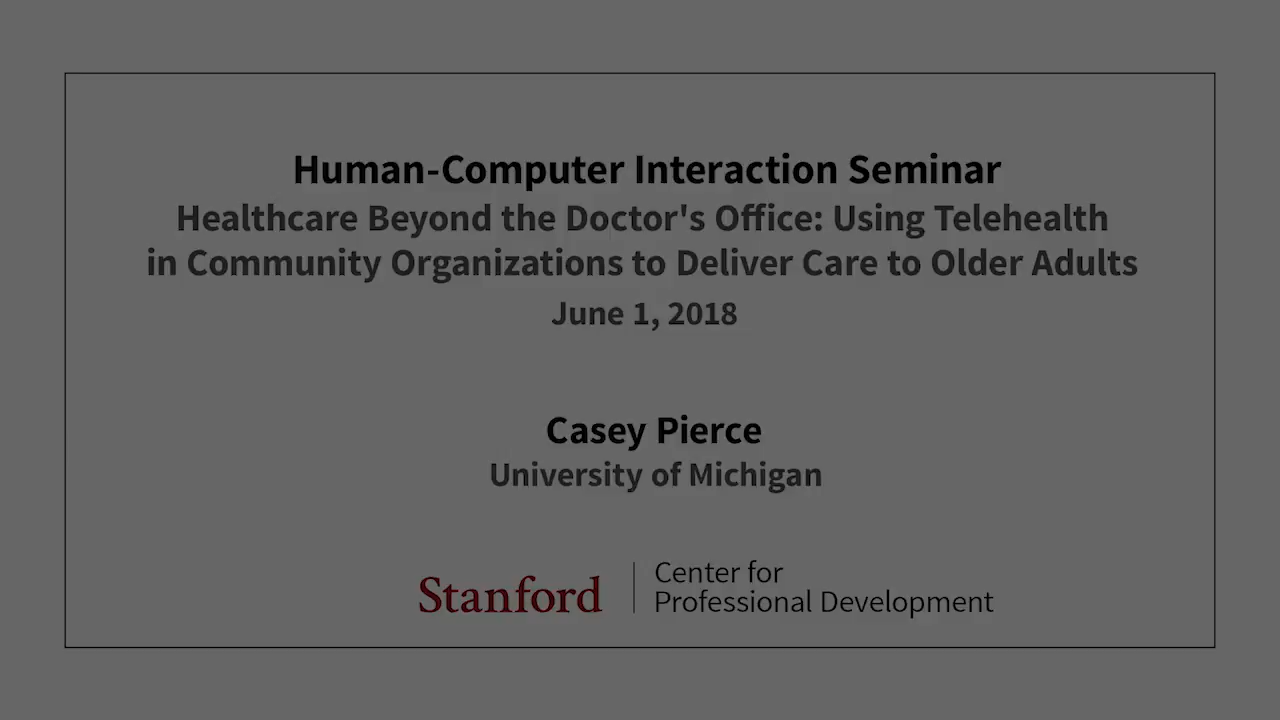 Human-Computer Interaction Seminar
Healthcare Beyond the Doctor's Office: Using Telehealth
in Community Organizations to Deliver Care to Older Adults
June 1, 2018
Casey Pierce
University of Michigan
Stanford
Center for
Professional Development